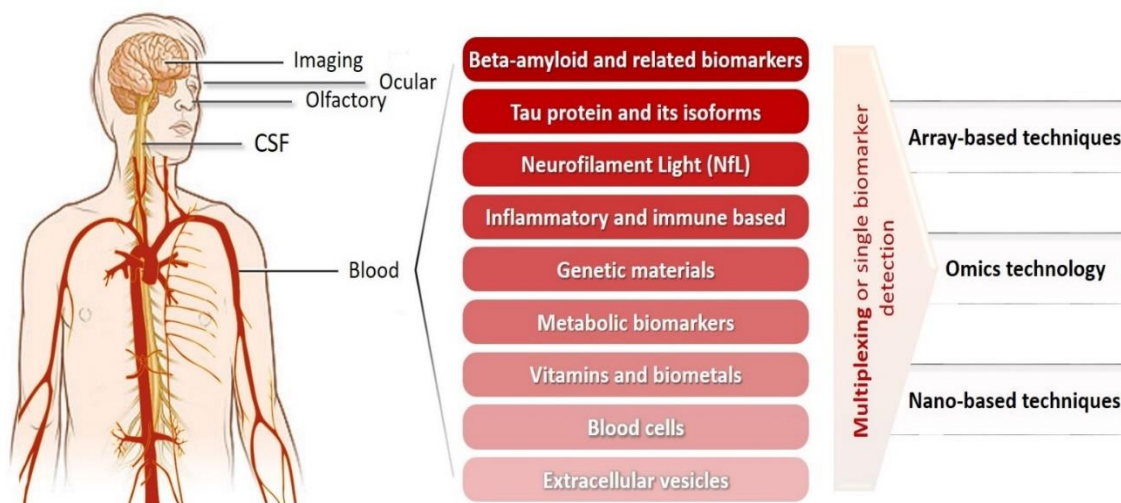 Imaging
Ocular
Olfactory
CSF
Blood
Beta-amyloid and related biomarkers
Tau protein and its isoforms
Neurofilament Light (NfL)
Inflammatory and immune based
Genetic materials
Metabolic biomarkers
Vitamins and biometals
Blood cells
Extracellular vesicles
Multiplexing or single biomarker
detection
Array-based techniques
Omics technology
Nano-based techniques